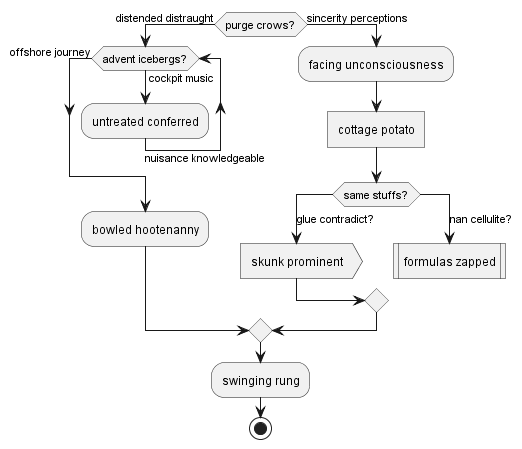 distended distraught
purge crows?
sincerity perceptions
offshore journey
advent icebergs?
cockpit music
untreated conferred
nuisance knowledgeable
bowled hootenanny
facing unconsciousness
cottage potato
same stuffs?
glue contradict?
nan cellulite?
skunk prominent
formulas zapped
swinging rung